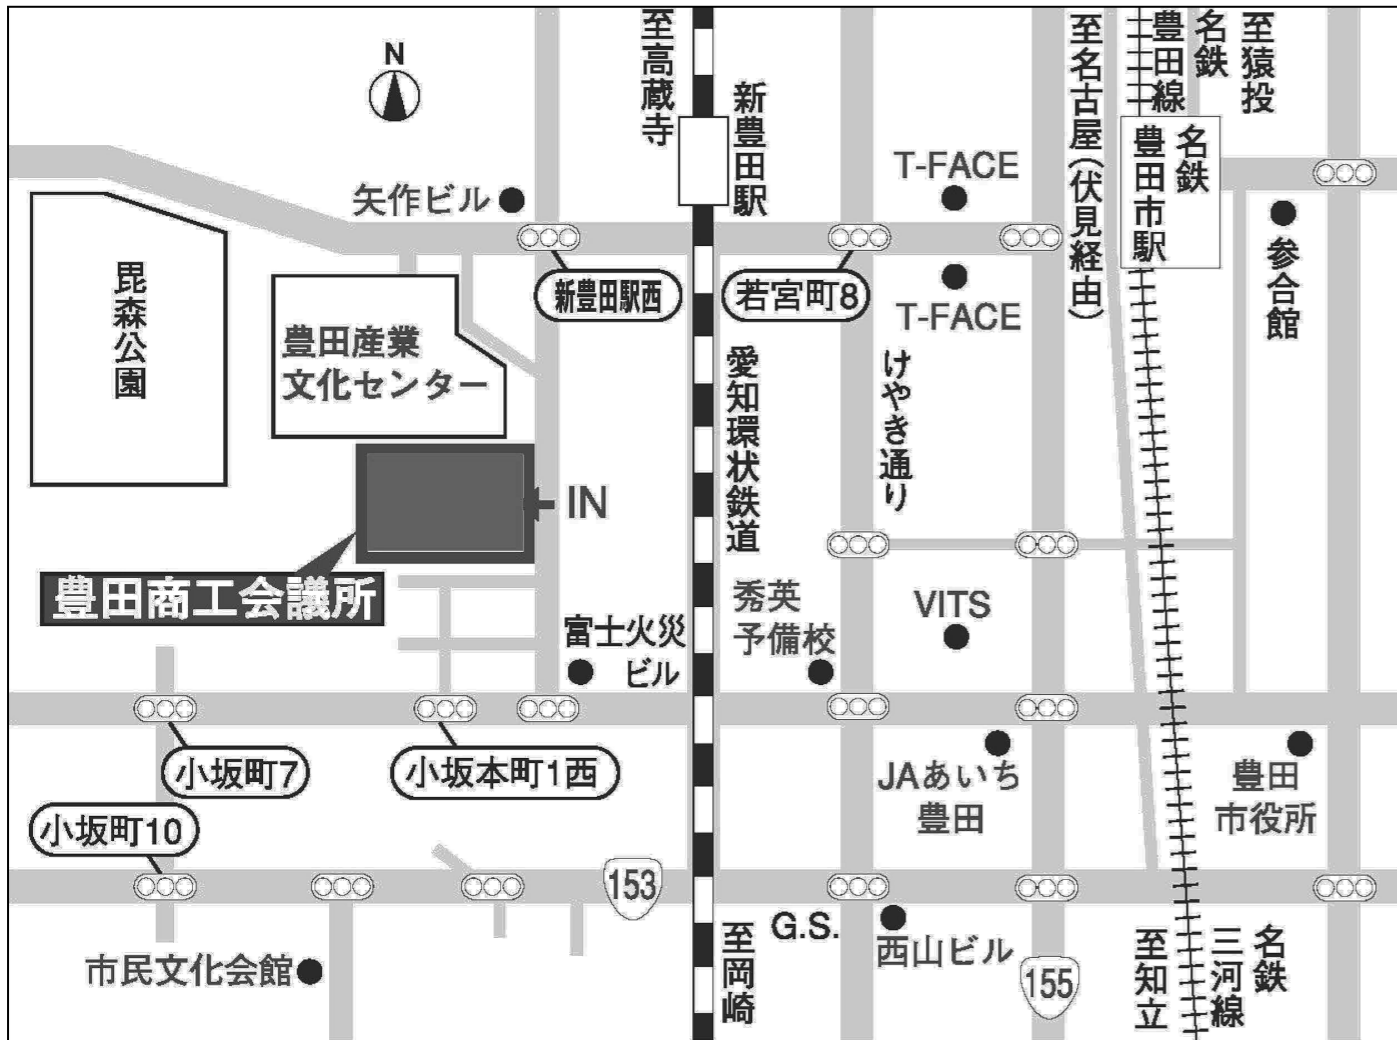 N
至高蔵寺
新豊田駅
至名古屋(伏見経由)
名鉄
豊田線
至猿投
名鉄
豊田市駅
T-FACE
矢作ビル
参合館
毘森公園
新豊田駅西
若宮町8
T-FACE
豊田産業
文化センター
愛知環状鉄道
けやき通り
IN
豊田商工会議所
富士火災
ビル
秀英
予備校
VITS
小坂町7
小坂本町1西
JAあいち
豊田
豊田
市役所
小坂町10
153
G.S.
西山ビル
至岡崎
155
至知立
名鉄
三河線
市民文化会館